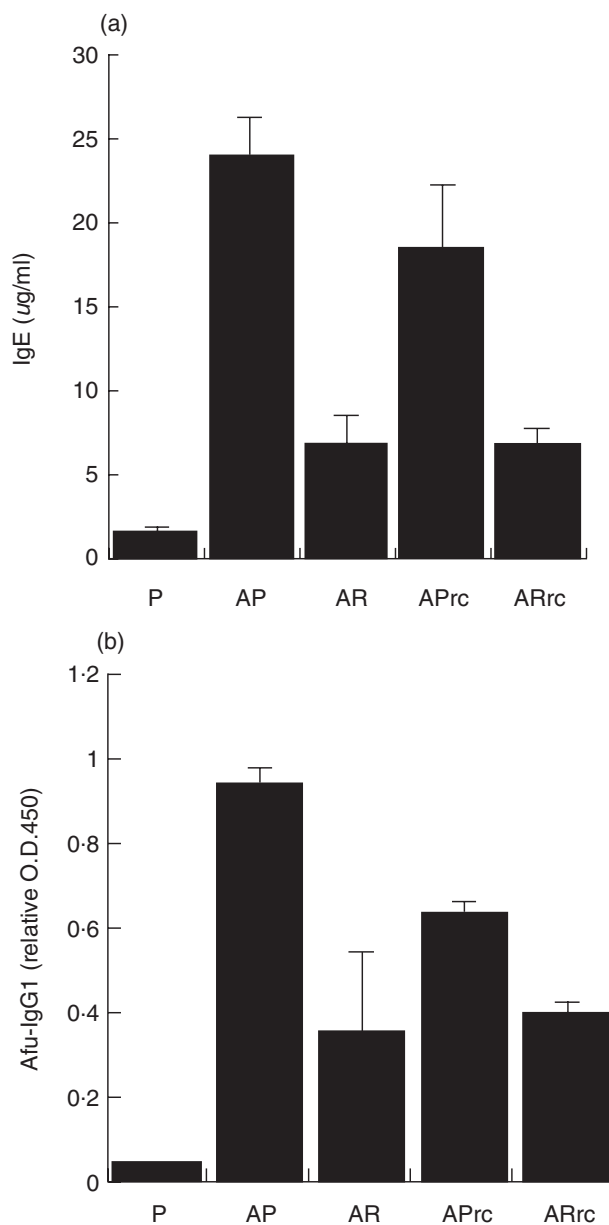 (a)
30
25
20
15
10
5
0
IgE (ug/ml)
P AP AR APrc ARrc
(b)
1·2
1
0·8
0·6
0·4
0·2
0
Afu-IgG1 (relative O.D.450)
P AP AR APrc ARrc